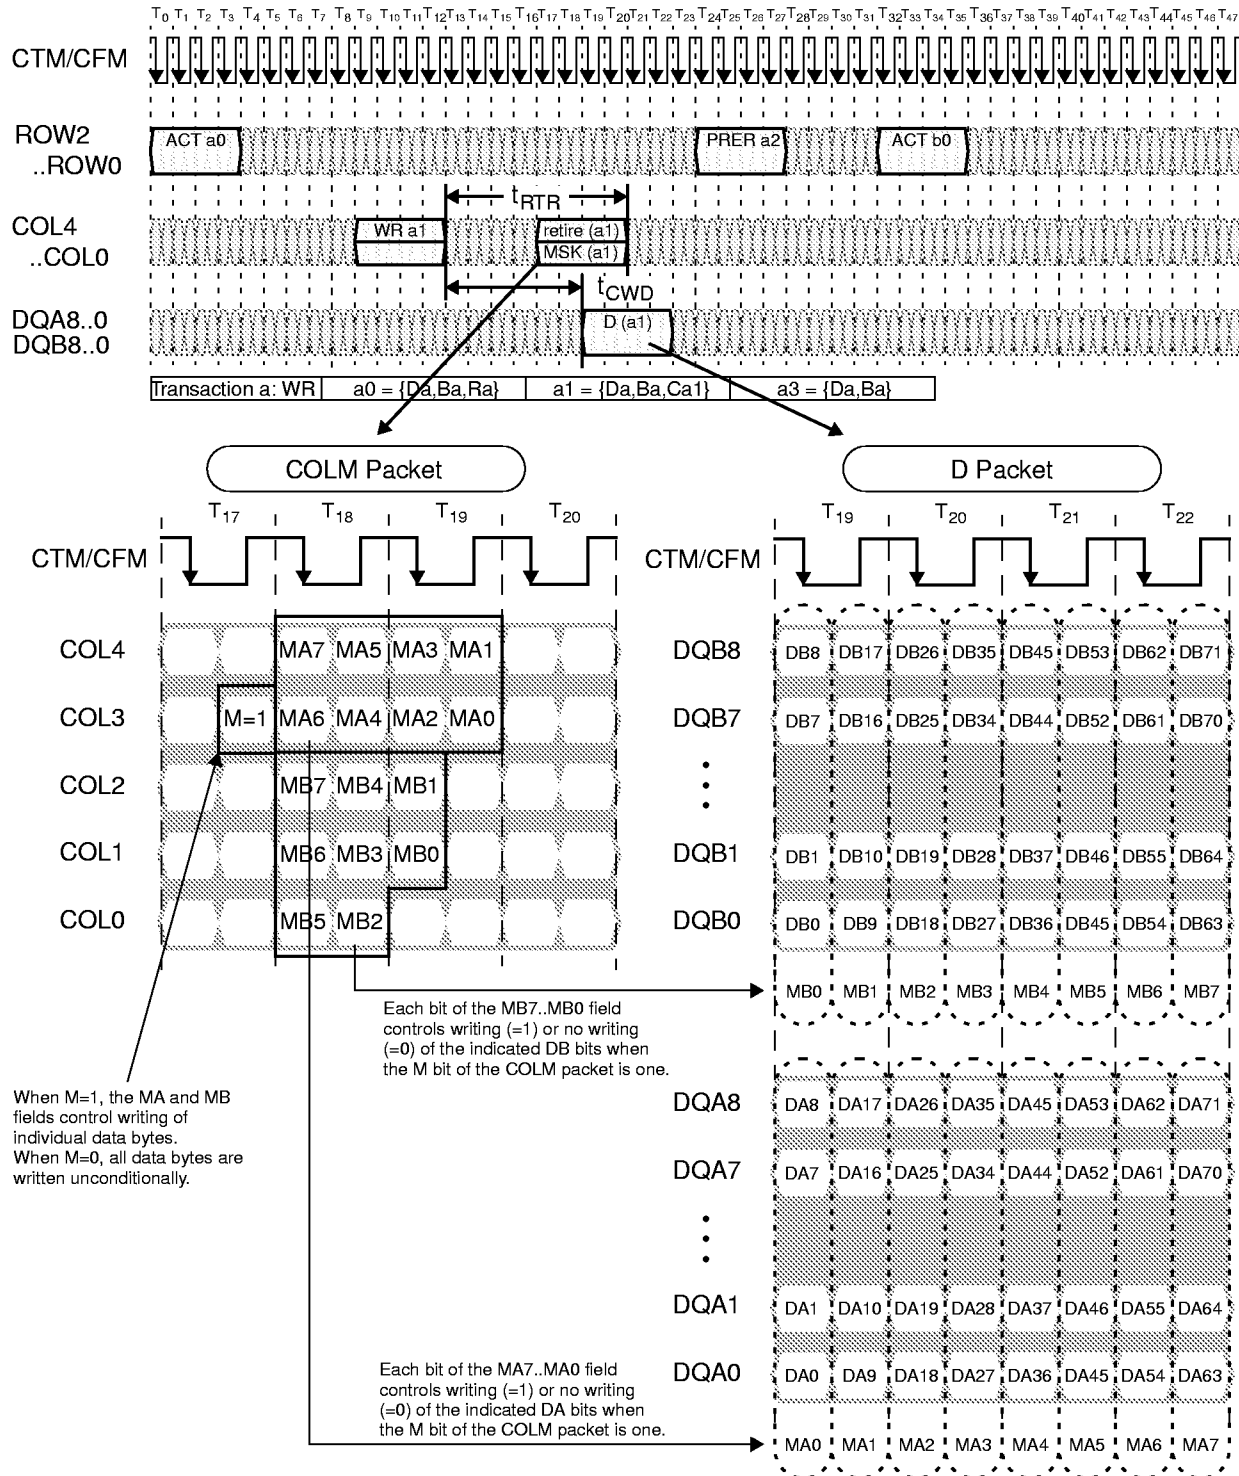 T0 T1 T2 T3 T4 T5 T6 T7 T8 T9 T10 T11 T12 T13 T14 T15 T16 T17 T18 T19 T20 T21 T22 T23 T24 T25 T26 T27 T28 T29 T30 T31 T32 T33 T34 T35 T36 T37 T38 T39 T40 T41 T42 T43 T44 T45 T46 T47
CTM/CFM
ROW2
..ROW0
ACT a0
PRER a2
ACT b0
tRTR
COL4
..COL0
WR a1
retire (a1)
MSK (a1)
tCWD
DQA8..0
DQB8..0
D (a1)
Transaction a: WR
a0 = {Da,Ba,Ra}
a1 = {Da,Ba,Ca1}
a3 = {Da,Ba}
COLM Packet
T17 T18 T19 T20
CTM/CFM
COL4 MA7 MA5 MA3 MA1
COL3 M=1 MA6 MA4 MA2 MA0
COL2 MB7 MB4 MB1
COL1 MB6 MB3 MB0
COL0 MB5 MB2
When M=1, the MA and MB
fields control writing of
individual data bytes.
When M=0, all data bytes are
written unconditionally.
Each bit of the MB7..MB0 field
controls writing (=1) or no writing
(=0) of the indicated DB bits when
the M bit of the COLM packet is one.
Each bit of the MA7..MA0 field
controls writing (=1) or no writing
(=0) of the indicated DA bits when
the M bit of the COLM packet is one.
D Packet
T19 T20 T21 T22
CTM/CFM
DQB8 DB8 DB17 DB26 DB35 DB45 DB53 DB62 DB71
DQB7 DB7 DB16 DB25 DB34 DB44 DB52 DB61 DB70
DQB1 DB1 DB10 DB19 DB28 DB37 DB46 DB55 DB64
DQB0 DB0 DB9 DB18 DB27 DB36 DB45 DB54 DB63
MB0 MB1 MB2 MB3 MB4 MB5 MB6 MB7
DQA8 DA8 DA17 DA26 DA35 DA45 DA53 DA62 DA71
DQA7 DA7 DA16 DA25 DA34 DA44 DA52 DA61 DA70
DQA1 DA1 DA10 DA19 DA28 DA37 DA46 DA55 DA64
DQA0 DA0 DA9 DA18 DA27 DA36 DA45 DA54 DA63
MA0 MA1 MA2 MA3 MA4 MA5 MA6 MA7